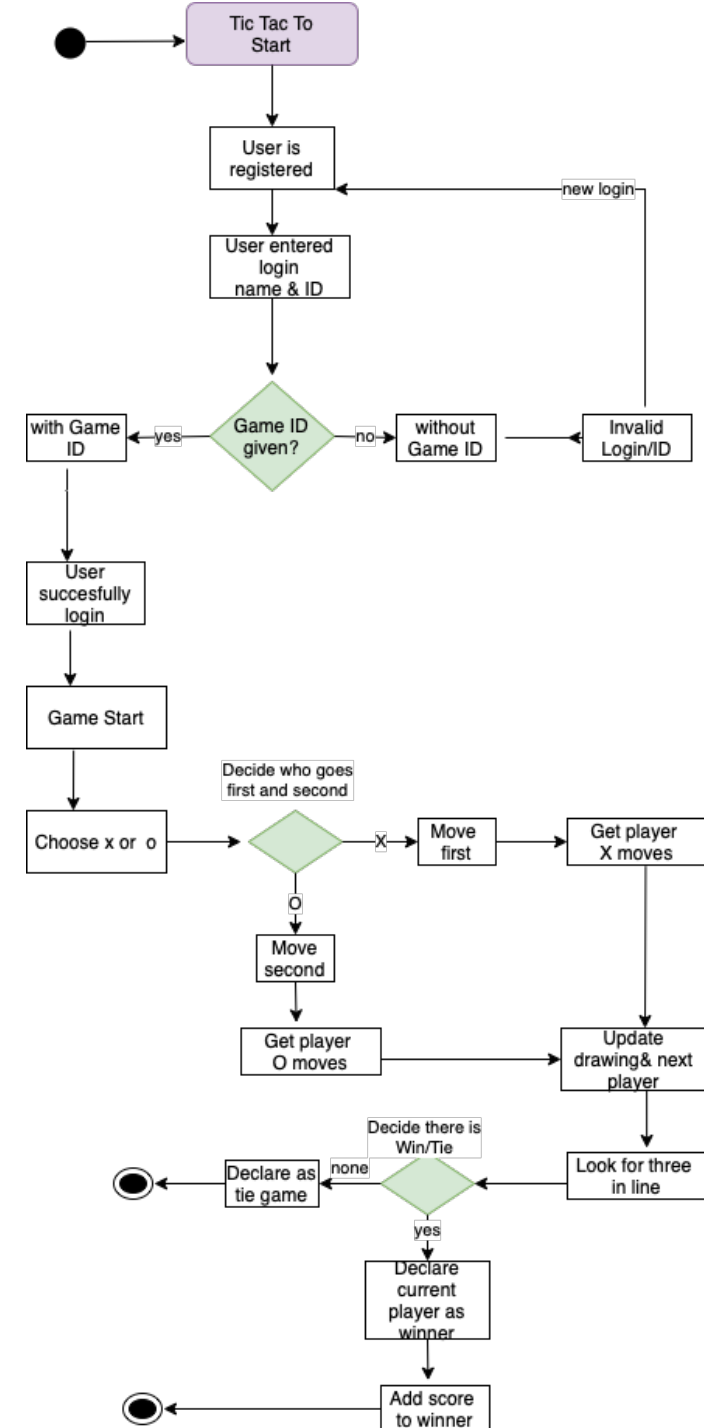 Tic Tac To
Start
User is
registered
new login
User entered
login
name & ID
with Game
ID
yes
Game ID
given?
no
without
Game ID
Invalid
Login/ID
User
succesfully
login
Game Start
Decide who goes
first and second
Choose x or o
X
Move
first
Get player
X moves
O
Move
second
Get player
O moves
Update
drawing& next
player
Decide there is
Win/Tie
Look for three
in line
none
Declare as
tie game
yes
Declare
current
player as
winner
Add score
to winner